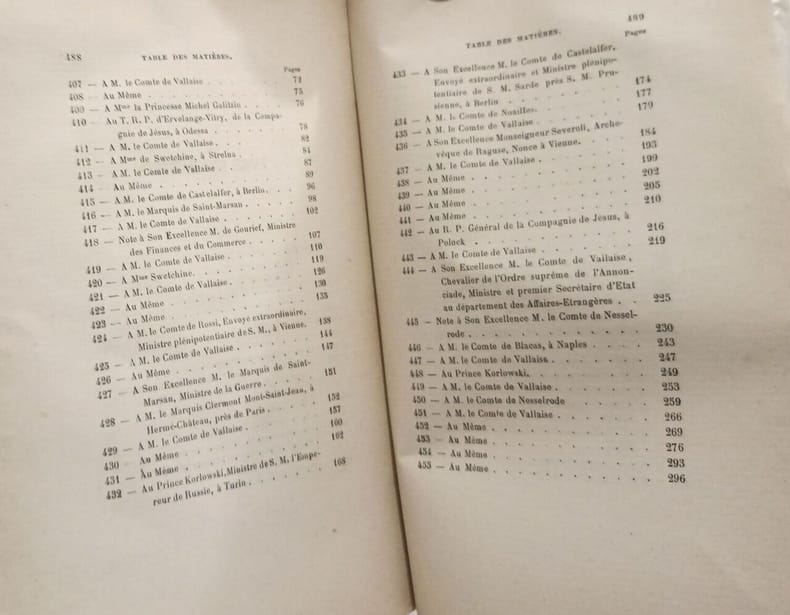 488
TABLE DES MATIÈRES.
Pages
407 — A M. le Comte de Vallaise . . . . . . . 72
408 — Au Même . . . . . . . . . 75
409 — A Mme la Princesse Michel Galitzin . . . . 76
410 — Au T. R. P. d'Ervelange-Vitry, de la Compa-
gnie de Jésus, à Odessa . . . . . . . 78
411 — A M. le Comte de Vallaise . . . . . . 82
412 — A Mme de Swetchine, à Strelna . . . . . 84
413 — A M. le Comte de Vallaise . . . . . . 87
414 — Au Même . . . . . . . . . 89
415 — A M. le Comte de Castelalfer, à Berlin . . . 96
416 — A M. le Marquis de Saint-Marsan . . . . 98
417 — A M. le Comte de Vallaise . . . . . . 102
418 — Note à Son Excellence M. de Gourief, Ministre
des Finances et du Commerce . . . . . 107
419 — A M. le Comte de Vallaise . . . . . . 110
420 — A Mme Swetchine . . . . . . . . 119
421 — A M. le Comte de Vallaise . . . . . . 126
422 — Au Même . . . . . . . . . 130
423 — Au Même . . . . . . . . . 135
424 — A M. le Comte de Rossi, Envoyé extraordinaire,
Ministre plénipotentiaire de S. M., à Vienne. 138
425 — A M. le Comte de Vallaise . . . . . . 144
426 — Au Même . . . . . . . . . 147
427 — A Son Excellence M. le Marquis de Saint-
Marsan, Ministre de la Guerre . . . . . 151
428 — A M. le Marquis Clermont Mont-Saint-Jean, à
Hermé-Château, près de Paris . . . . . 152
429 — A M. le Comte de Vallaise . . . . . . 157
430 — Au Même . . . . . . . . . 160
431 — Au Même . . . . . . . . . 162
432 — Au Prince Korlowski, Ministre de S. M. l'Empe-
reur de Russie, à Turin . . . . . . . 168
TABLE DES MATIÈRES.
489
Pages
433 — A Son Excellence M. le Comte de Castelalfer,
Envoyé extraordinaire et Ministre plénipo-
tentiaire de S. M. Sarde près S. M. Prus-
sienne, à Berlin . . . . . . . . 174
434 — A M. le Comte de Noailles . . . . . . 177
435 — A M. le Comte de Vallaise . . . . . . 179
436 — A Son Excellence Monseigneur Severoli, Arche-
vêque de Raguse, Nonce à Vienne . . . . 184
437 — A M. le Comte de Vallaise . . . . . . 193
438 — Au Même . . . . . . . . . 199
439 — Au Même . . . . . . . . . 202
440 — Au Même . . . . . . . . . 205
441 — Au Même . . . . . . . . . 210
442 — Au R. P. Général de la Compagnie de Jésus, à
Polock . . . . . . . . . . 216
443 — A M. le Comte de Vallaise . . . . . . 219
444 — A Son Excellence M. le Comte de Vallaise,
Chevalier de l'Ordre suprême de l'Annon-
ciade, Ministre et premier Secrétaire d'Etat
au département des Affaires-Etrangères . . 225
445 — Note à Son Excellence M. le Comte de Nessel-
rode . . . . . . . . . . 230
446 — A M. le Comte de Blacas, à Naples . . . . 243
447 — A M. le Comte de Vallaise . . . . . . 247
448 — Au Prince Korlowski . . . . . . . 249
449 — A M. le Comte de Vallaise . . . . . . 253
450 — A M. le Comte de Nesselrode . . . . . 259
451 — A M. le Comte de Vallaise . . . . . . 266
452 — Au Même . . . . . . . . . 269
453 — Au Même . . . . . . . . . 276
454 — Au Même . . . . . . . . . 293
455 — Au Même . . . . . . . . . 296